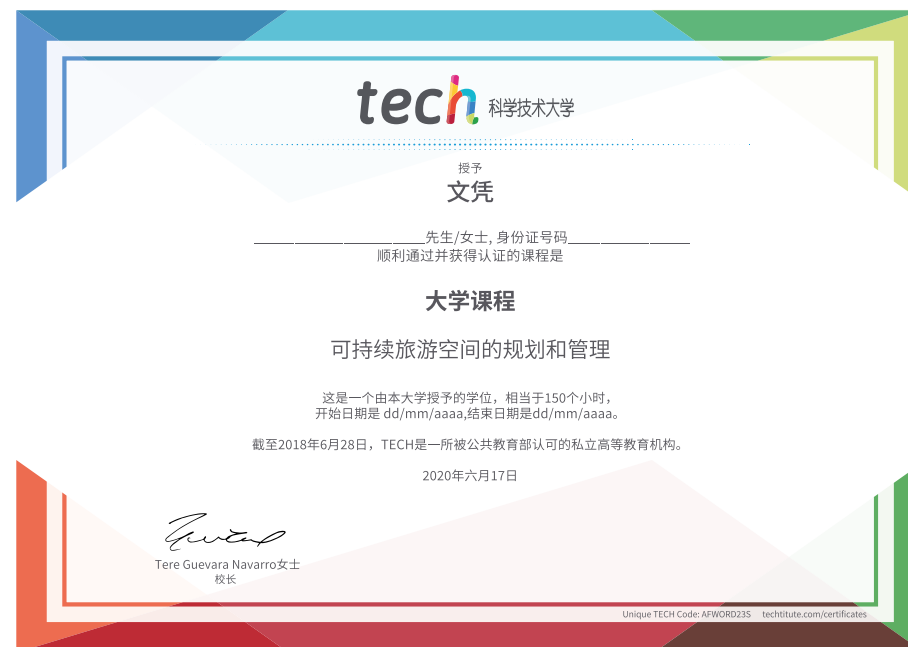 tech 科学技术大学
授予
文凭
先生/女士, 身份证号码
顺利通过并获得认证的课程是
大学课程
可持续旅游空间的规划和管理
这是一个由本大学授予的学位，相当于150个小时，
开始日期是 dd/mm/aaaa,结束日期是dd/mm/aaaa。
截至2018年6月28日，TECH是一所被公共教育部认可的私立高等教育机构。
2020年六月17日
Tere Guevara Navarro女士
校长
Unique TECH Code: AFWORD23S techtitute.com/certificates